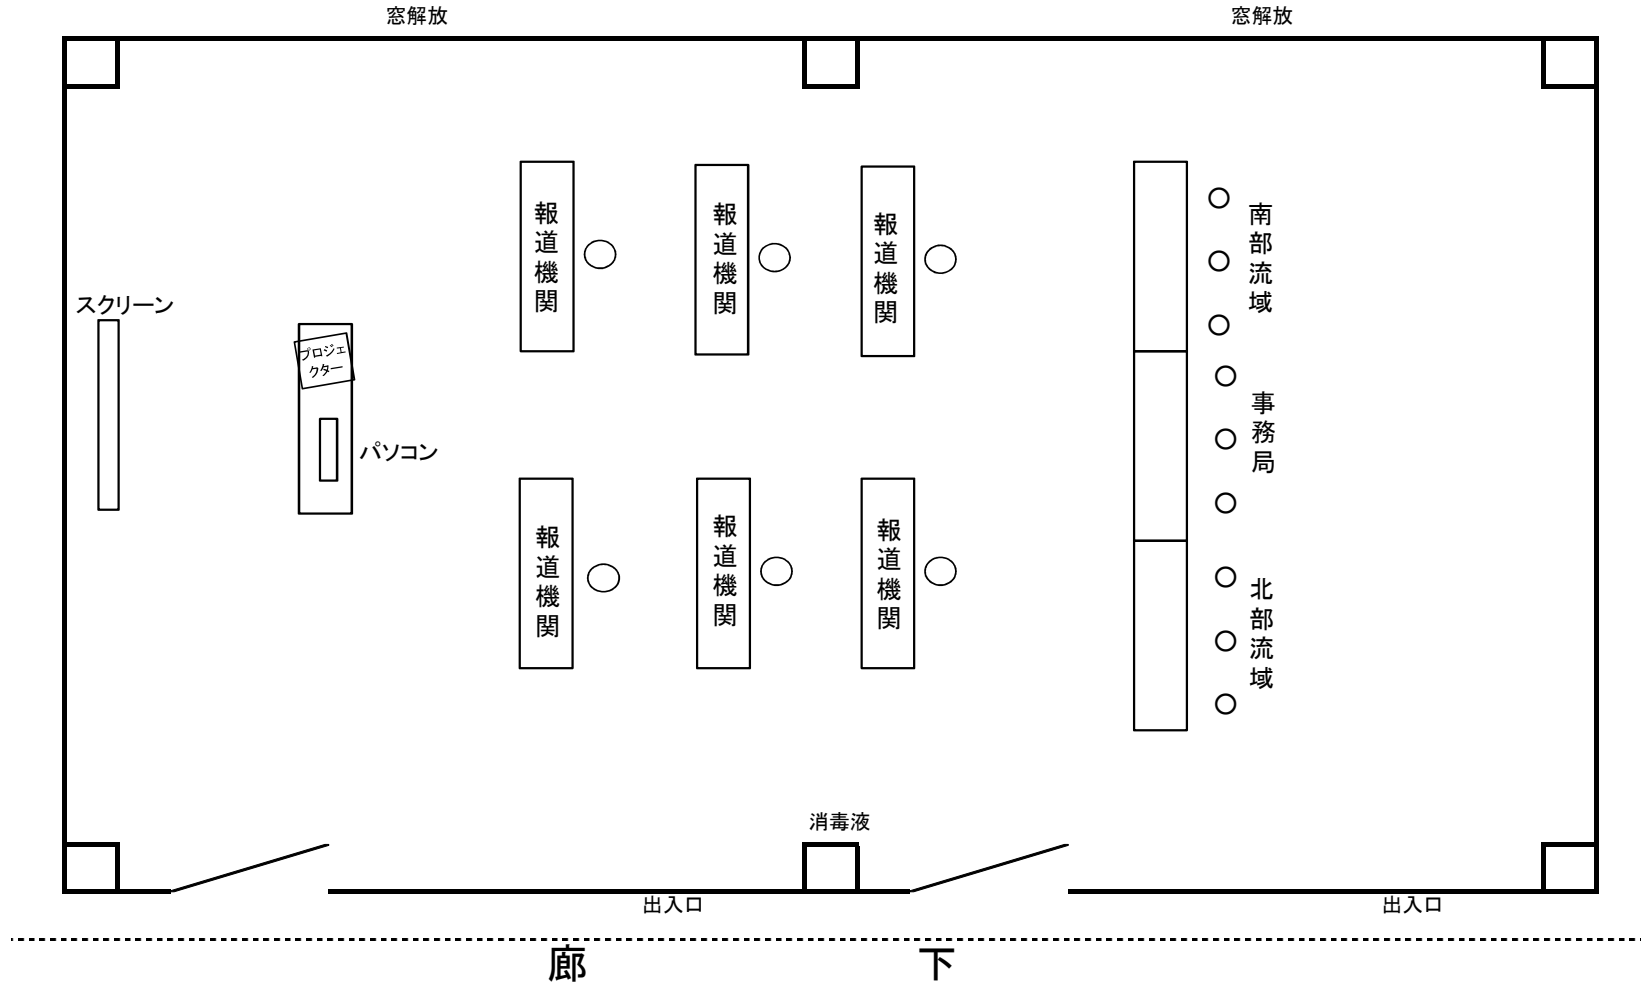 窓解放
窓解放
報道機関
報道機関
報道機関
南部流域
スクリーン
プロジェ
クター
パソコン
事務局
報道機関
報道機関
報道機関
北部流域
消毒液
出入口
出入口
廊下